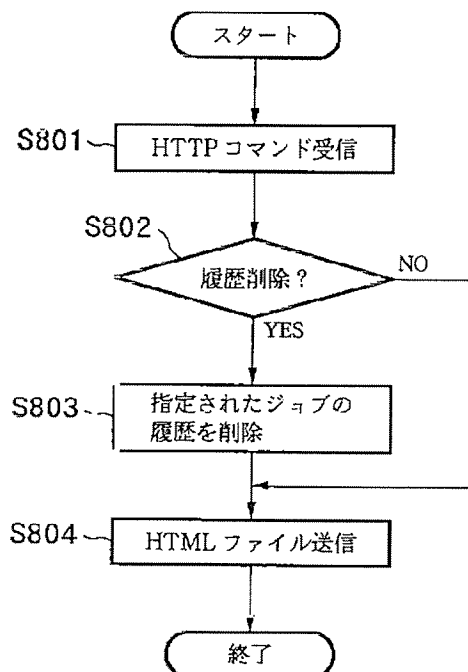 スタート
S801
HTTPコマンド受信
S802
履歴削除？
NO
YES
S803
指定されたジョブの
履歴を削除
S804
HTMLファイル送信
終了